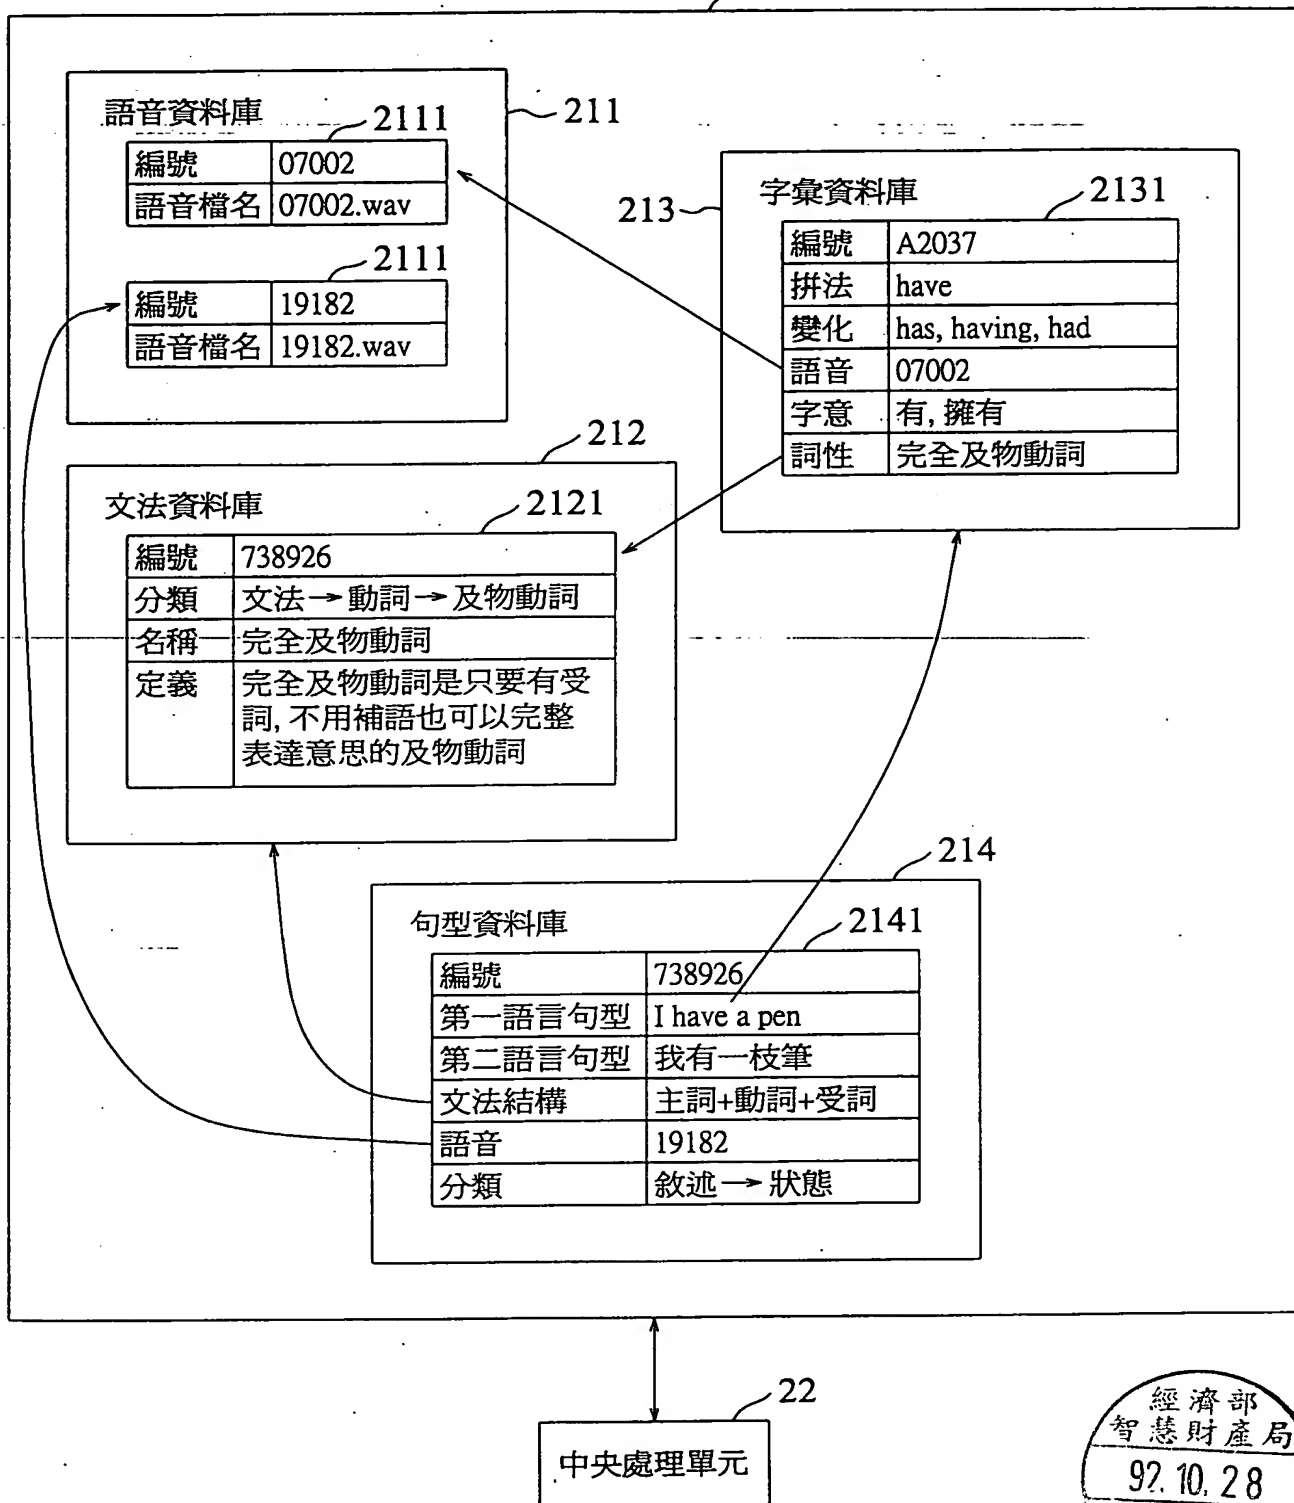 語音資料庫
211
2111
編號 07002
語音檔名 07002.wav
2111
編號 19182
語音檔名 19182.wav
213
字彙資料庫
2131
編號 A2037
拼法 have
變化 has, having, had
語音 07002
字意 有, 擁有
詞性 完全及物動詞
212
文法資料庫
2121
編號 738926
分類 文法→動詞→及物動詞
名稱 完全及物動詞
定義 完全及物動詞是只要有受
詞, 不用補語也可以完整
表達意思的及物動詞
214
句型資料庫
2141
編號 738926
第一語言句型 I have a pen
第二語言句型 我有一枝筆
文法結構 主詞+動詞+受詞
語音 19182
分類 敘述→狀態
22
中央處理單元
經濟部
智慧財產局
92.10.28